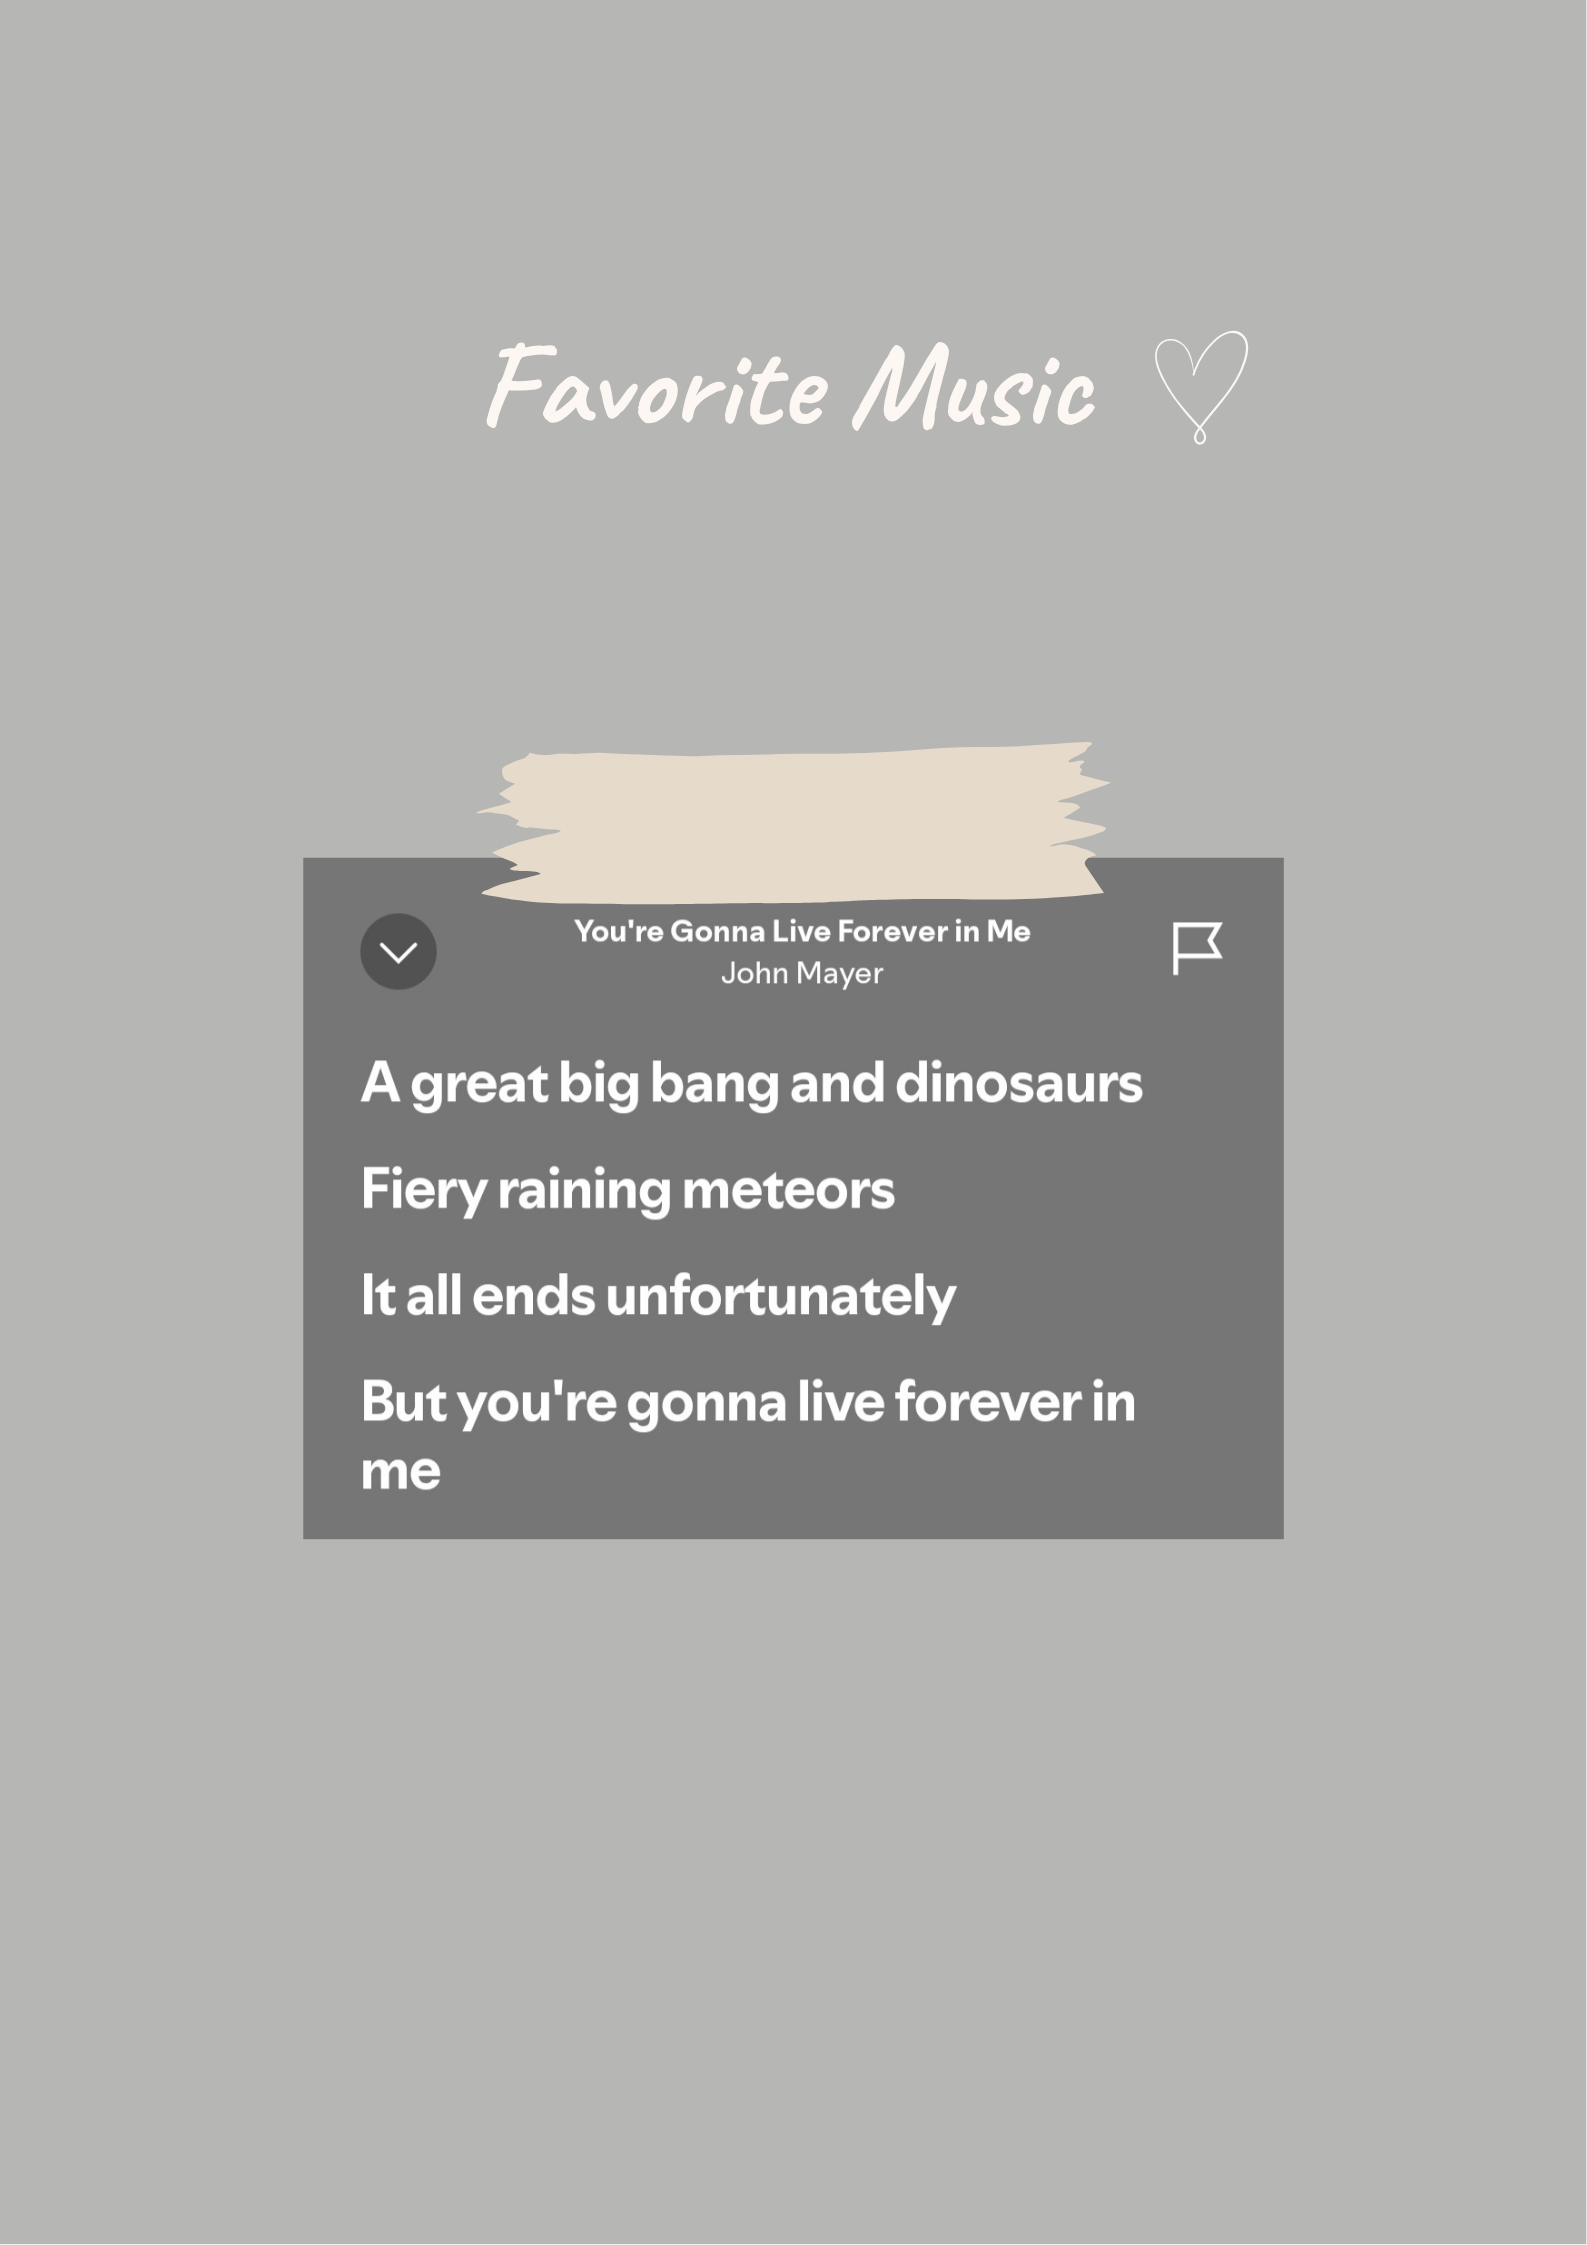 Favorite Music
You're Gonna Live Forever in Me
John Mayer
A great big bang and dinosaurs
Fiery raining meteors
It all ends unfortunately
But you're gonna live forever in
me